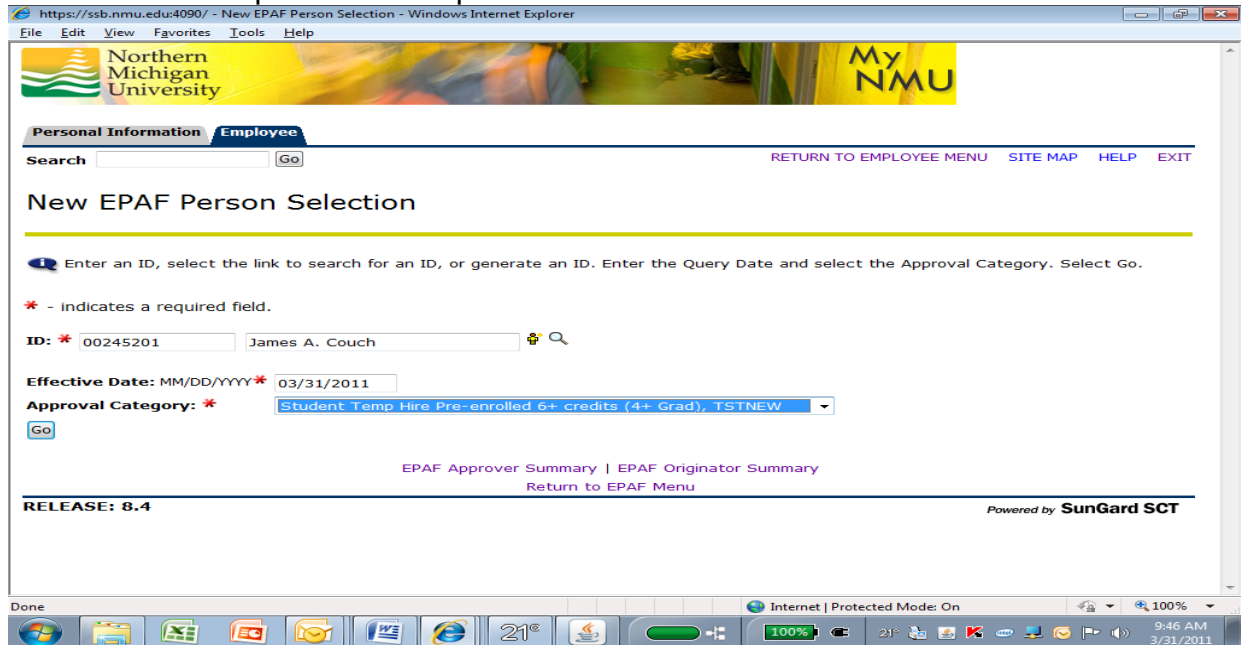 https://ssb.nmu.edu:4090/ - New EPAF Person Selection - Windows Internet Explorer
File Edit View Favorites Tools Help
Northern
Michigan
University
My
NMU
Personal Information Employee
Search Go RETURN TO EMPLOYEE MENU SITE MAP HELP EXIT
New EPAF Person Selection
Enter an ID, select the link to search for an ID, or generate an ID. Enter the Query Date and select the Approval Category. Select Go.
* - indicates a required field.
ID: * 00245201 James A. Couch
Effective Date: MM/DD/YYYY* 03/31/2011
Approval Category: * Student Temp Hire Pre-enrolled 6+ credits (4+ Grad), TSTNEW
Go
EPAF Approver Summary | EPAF Originator Summary
Return to EPAF Menu
RELEASE: 8.4 Powered by SunGard SCT
Done Internet | Protected Mode: On 100%
21° 100% 21° 9:46 AM
3/31/2011